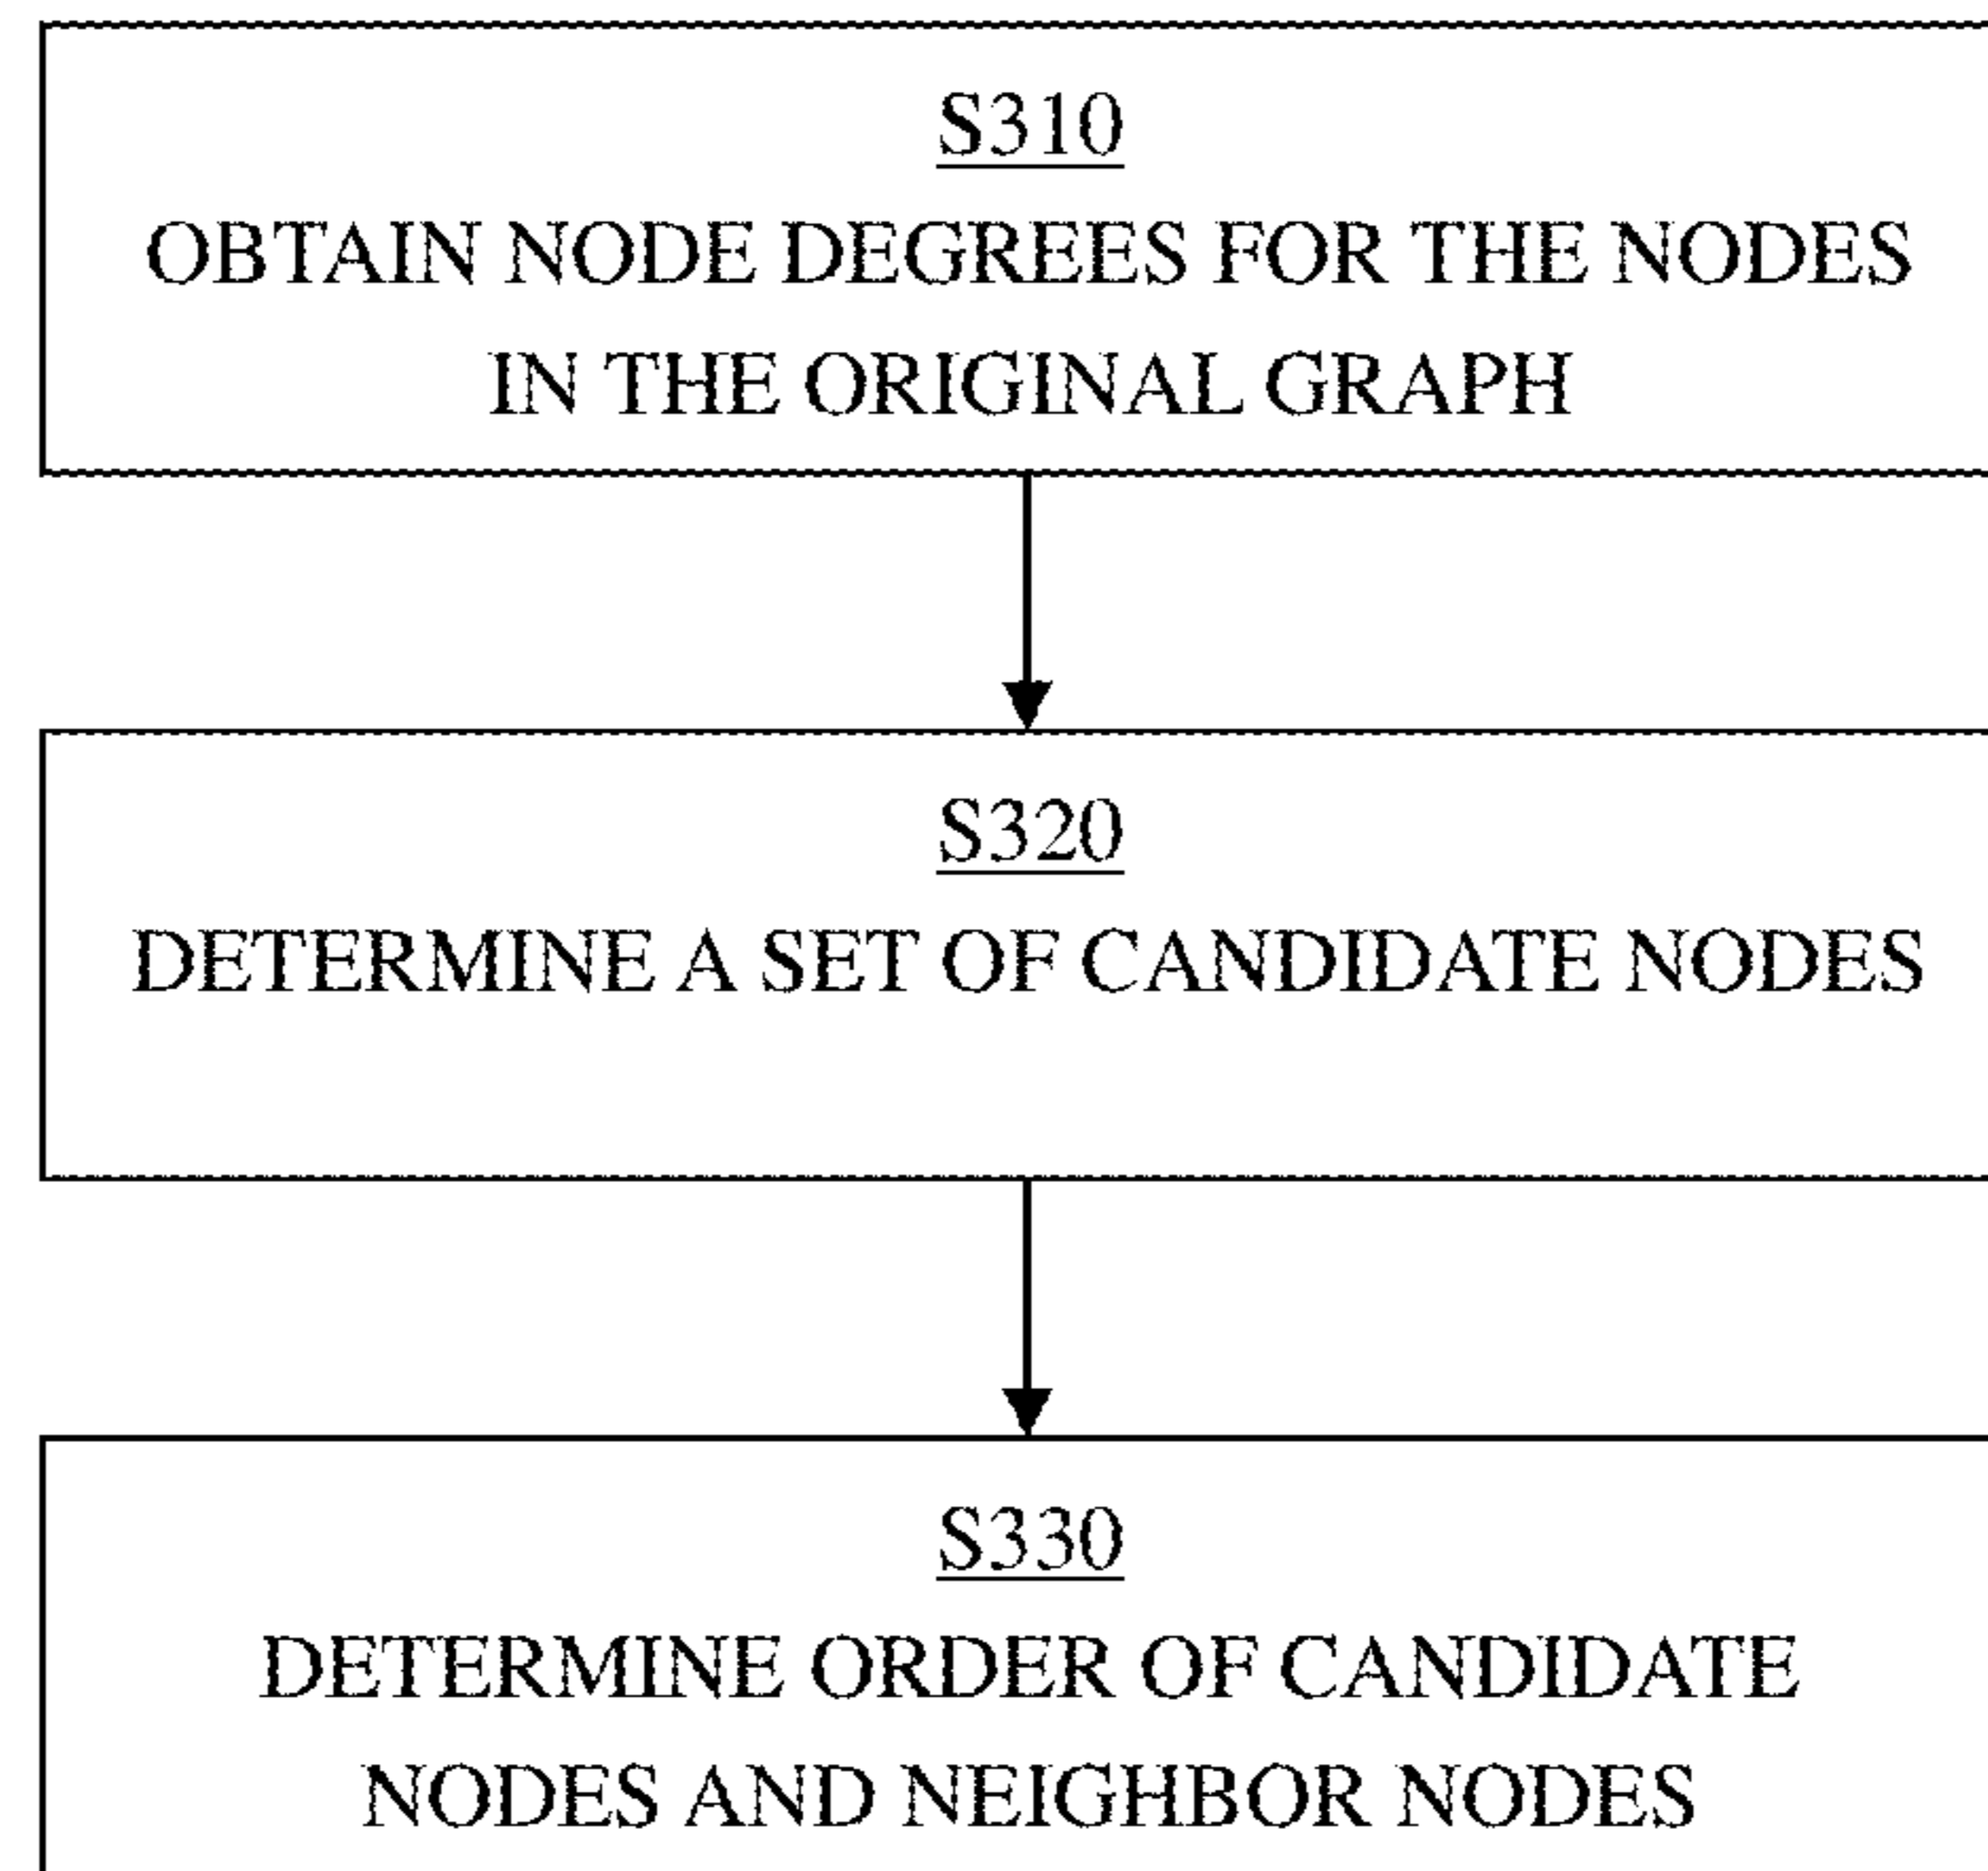 S310
OBTAIN NODE DEGREES FOR THE NODES
IN THE ORIGINAL GRAPH
S320
DETERMINE A SET OF CANDIDATE NODES
S330
DETERMINE ORDER OF CANDIDATE
NODES AND NEIGHBOR NODES